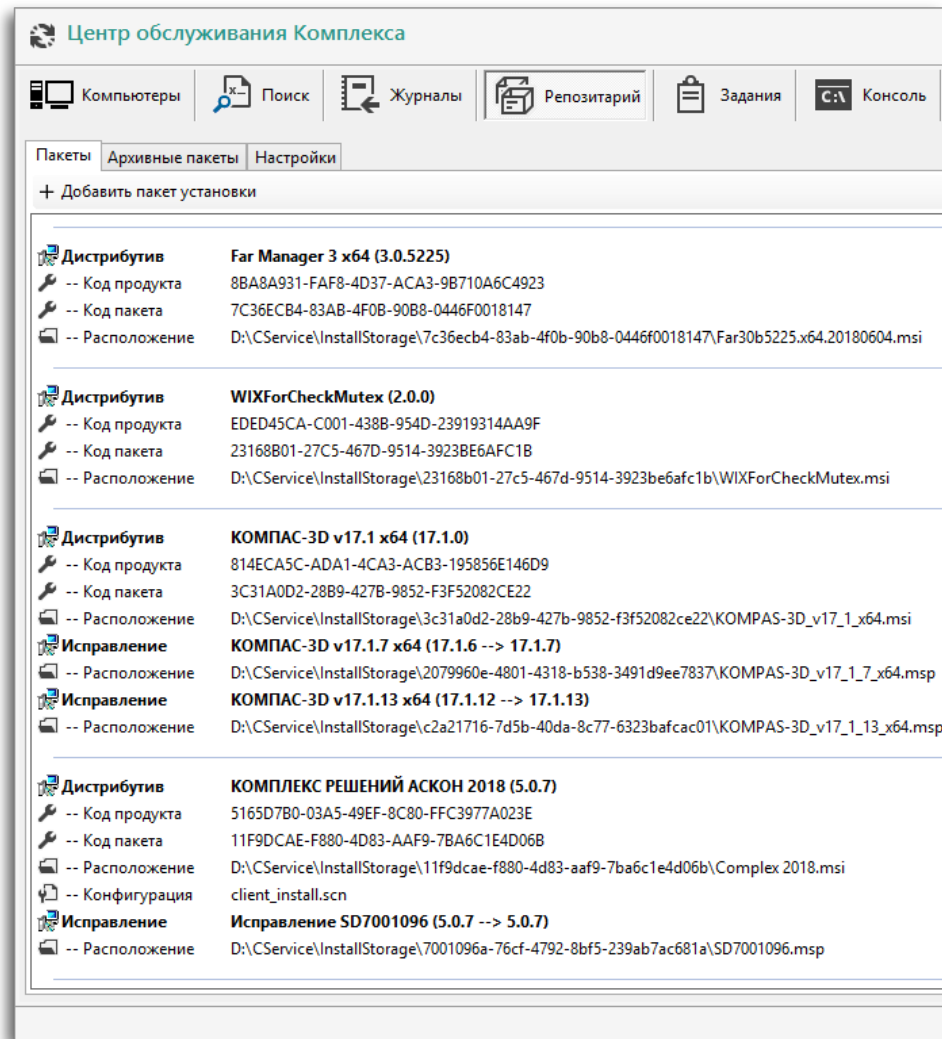 Центр обслуживания Комплекса
Компьютеры Поиск Журналы Репозитарий Задания C:\ Консоль
Пакеты Архивные пакеты Настройки
+ Добавить пакет установки
Дистрибутив Far Manager 3 x64 (3.0.5225)
-- Код продукта 8BA8A931-FAF8-4D37-ACA3-9B710A6C4923
-- Код пакета 7C36ECB4-83AB-4F0B-90B8-0446F0018147
-- Расположение D:\CService\InstallStorage\7c36ecb4-83ab-4f0b-90b8-0446f0018147\Far30b5225.x64.20180604.msi
Дистрибутив WIXForCheckMutex (2.0.0)
-- Код продукта EDED45CA-C001-438B-954D-23919314AA9F
-- Код пакета 23168B01-27C5-467D-9514-3923BE6AFC1B
-- Расположение D:\CService\InstallStorage\23168b01-27c5-467d-9514-3923be6afc1b\WIXForCheckMutex.msi
Дистрибутив КОМПАС-3D v17.1 x64 (17.1.0)
-- Код продукта 814ECA5C-ADA1-4CA3-ACB3-195856E146D9
-- Код пакета 3C31A0D2-28B9-427B-9852-F3F52082CE22
-- Расположение D:\CService\InstallStorage\3c31a0d2-28b9-427b-9852-f3f52082ce22\KOMPAS-3D_v17_1_x64.msi
Исправление КОМПАС-3D v17.1.7 x64 (17.1.6 --> 17.1.7)
-- Расположение D:\CService\InstallStorage\2079960e-4801-4318-b538-3491d9ee7837\KOMPAS-3D_v17_1_7_x64.msp
Исправление КОМПАС-3D v17.1.13 x64 (17.1.12 --> 17.1.13)
-- Расположение D:\CService\InstallStorage\c2a21716-7d5b-40da-8c77-6323bafcac01\KOMPAS-3D_v17_1_13_x64.msp
Дистрибутив КОМПЛЕКС РЕШЕНИЙ АСКОН 2018 (5.0.7)
-- Код продукта 5165D7B0-03A5-49EF-8C80-FFC3977A023E
-- Код пакета 11F9DCAE-F880-4D83-AAF9-7BA6C1E4D06B
-- Расположение D:\CService\InstallStorage\11f9dcae-f880-4d83-aaf9-7ba6c1e4d06b\Complex 2018.msi
-- Конфигурация client_install.scn
Исправление Исправление SD7001096 (5.0.7 --> 5.0.7)
-- Расположение D:\CService\InstallStorage\7001096a-76cf-4792-8bf5-239ab7ac681a\SD7001096.msp